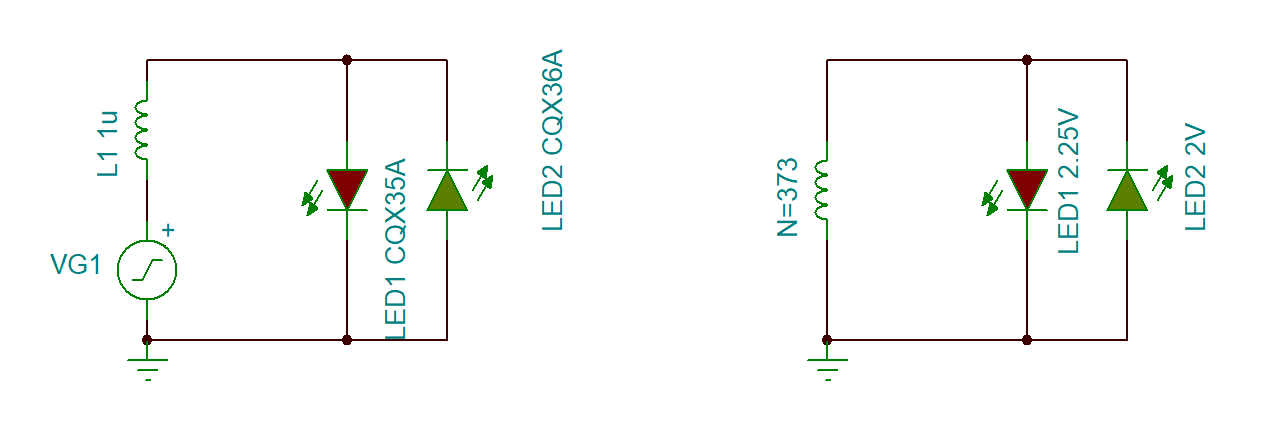 L1 1u
+
VG1
LED1 CQX35A
LED2 CQX36A
N=373
LED1 2.25V
LED2 2V